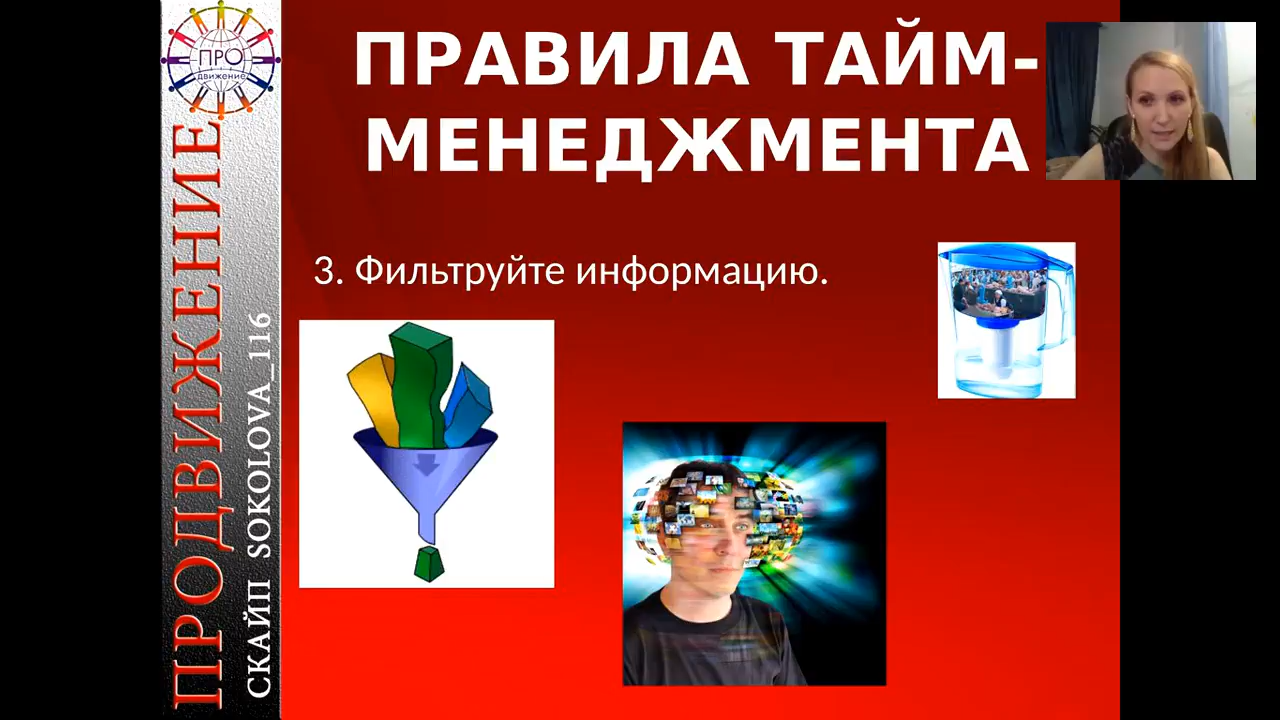 ПРО
движение
ПРОДВИЖЕНИЕ
СКАЙП SOKOLOVA_116
ПРАВИЛА ТАЙМ-
МЕНЕДЖМЕНТА
3. Фильтруйте информацию.